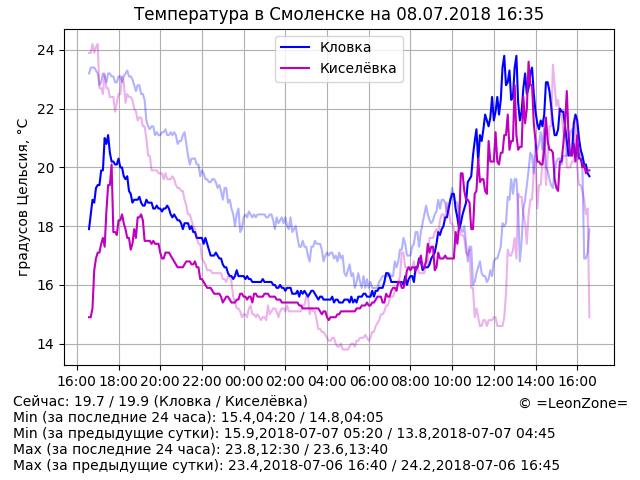 Температура в Смоленске на 08.07.2018 16:35
Кловка
Киселёвка
градусов Цельсия, °C
24
22
20
18
16
14
16:00 18:00 20:00 22:00 00:00 02:00 04:00 06:00 08:00 10:00 12:00 14:00 16:00
Сейчас: 19.7 / 19.9 (Кловка / Киселёвка)
© =LeonZone=
Min (за последние 24 часа): 15.4,04:20 / 14.8,04:05
Min (за предыдущие сутки): 15.9,2018-07-07 05:20 / 13.8,2018-07-07 04:45
Max (за последние 24 часа): 23.8,12:30 / 23.6,13:40
Max (за предыдущие сутки): 23.4,2018-07-06 16:40 / 24.2,2018-07-06 16:45